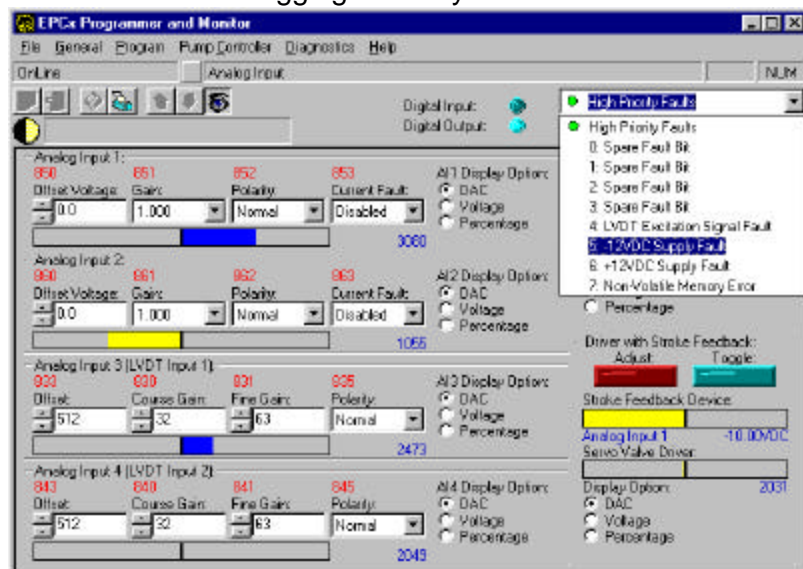 EPCx Programmer and Monitor
File General Program Pump Controller Diagnostics Help
OnLine Analog Input NUM
Digital Input:
Digital Output:
High Priority Faults
High Priority Faults
0: Spare Fault Bit
1: Spare Fault Bit
2: Spare Fault Bit
3: Spare Fault Bit
4: LVDT Excitation Signal Fault
5: -12VDC Supply Fault
6: +12VDC Supply Fault
7: Non-Volatile Memory Error
Analog Input 1:
850 851 852 853
Offset Voltage: Gain: Polarity: Current Fault:
0.0 1.000 Normal Disabled
3080
AI1 Display Option:
DAC
Voltage
Percentage
Analog Input 2:
860 861 862 863
Offset Voltage: Gain: Polarity: Current Fault:
0.0 1.000 Normal Disabled
1055
AI2 Display Option:
DAC
Voltage
Percentage
Percentage
Analog Input 3 (LVDT Input 1):
833 830 831 835
Offset: Course Gain: Fine Gain: Polarity:
512 32 63 Normal
2473
AI3 Display Option:
DAC
Voltage
Percentage
Analog Input 4 (LVDT Input 2):
843 840 841 845
Offset: Course Gain: Fine Gain: Polarity:
512 32 63 Normal
2049
AI4 Display Option:
DAC
Voltage
Percentage
Driver with Stroke Feedback:
Adjust: Toggle:
Stroke Feedback Device:
Analog Input 1 -10.00VDC
Servo Valve Driver:
Display Option: 2031
DAC
Voltage
Percentage